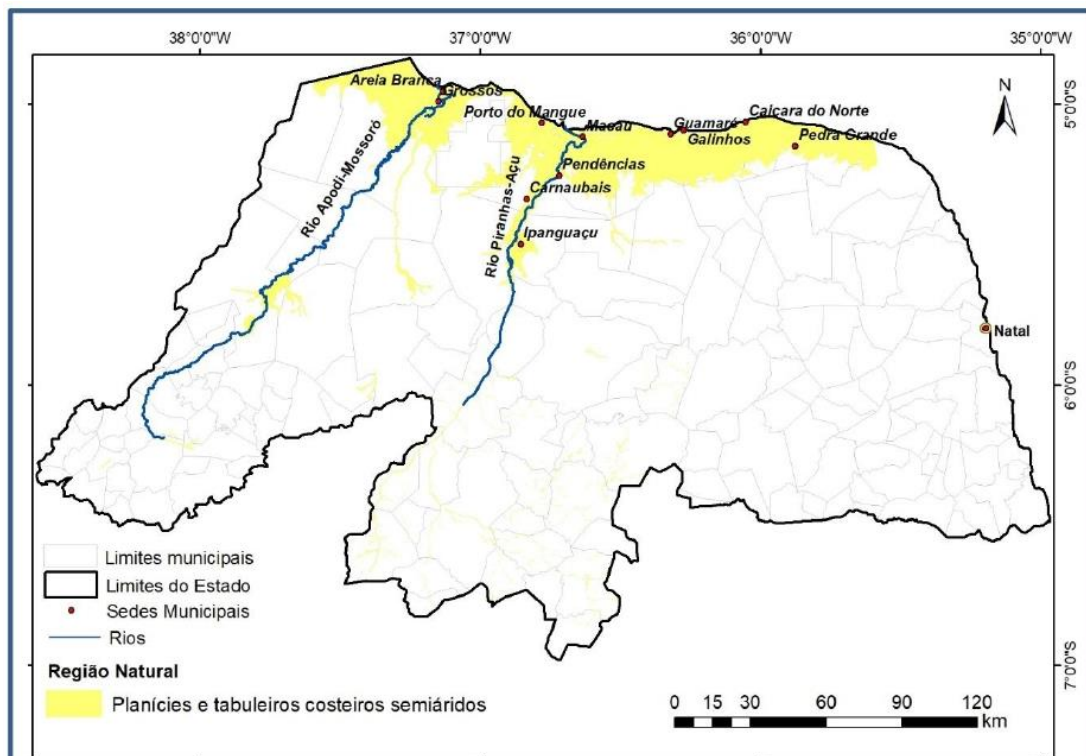 38°0'0"W 37°0'0"W 36°0'0"W 35°0'0"W
N
5°0'0"S
6°0'0"S
7°0'0"S
Areia Branca
Grossos
Porto do Mangue
Macau
Guamaré
Galinhos
Caiçara do Norte
Pedra Grande
Pendências
Carnaubais
Ipanguaçu
Rio Apodi-Mossoró
Rio Piranhas-Açu
Natal
Limites municipais
Limites do Estado
Sedes Municipais
Rios
Região Natural
Planícies e tabuleiros costeiros semiáridos
0 15 30 60 90 120
km